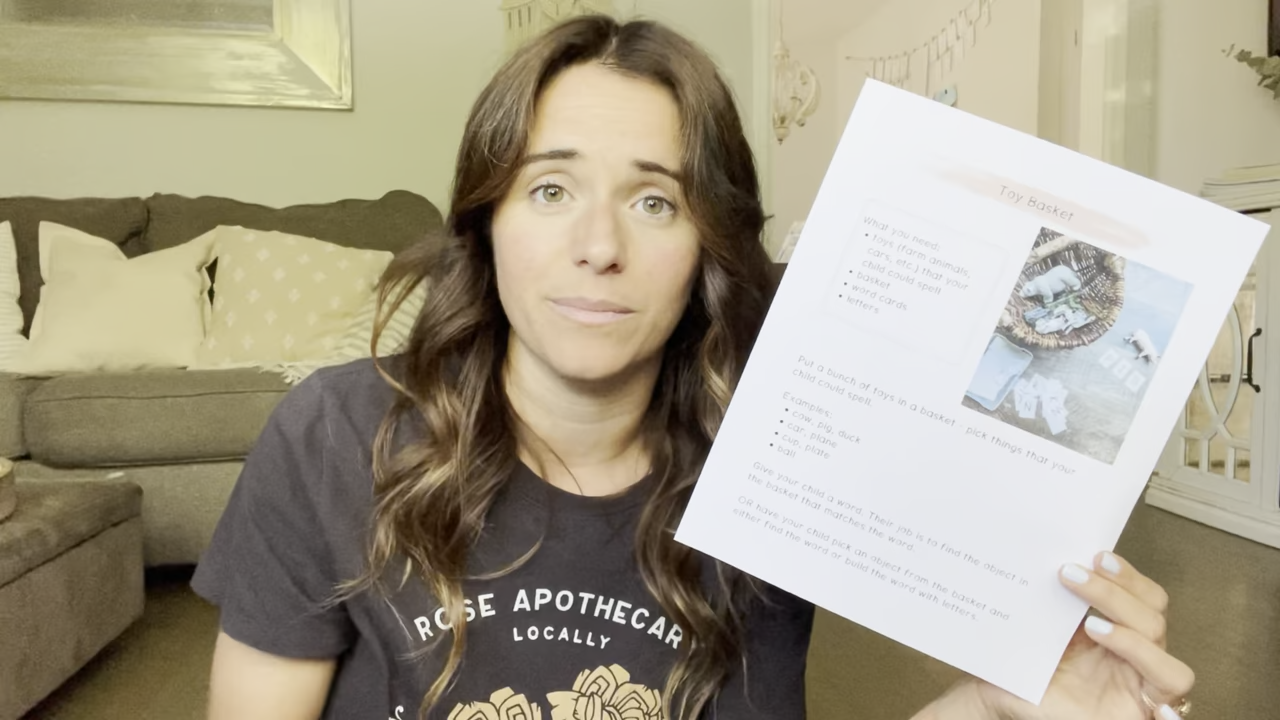 Toy Basket
What you need:
• toys (farm animals,
cars, etc.) that your
child could spell
• basket
• word cards
• letters
Put a bunch of toys in a basket - pick things that your
child could spell.
Examples:
• cow, pig, duck
• car, plane
• cup, plate
• ball
Give your child a word. Their job is to find the object in
the basket that matches the word.
OR have your child pick an object from the basket and
either find the word or build the word with letters.
ROSE APOTHECAR
LOCALLY